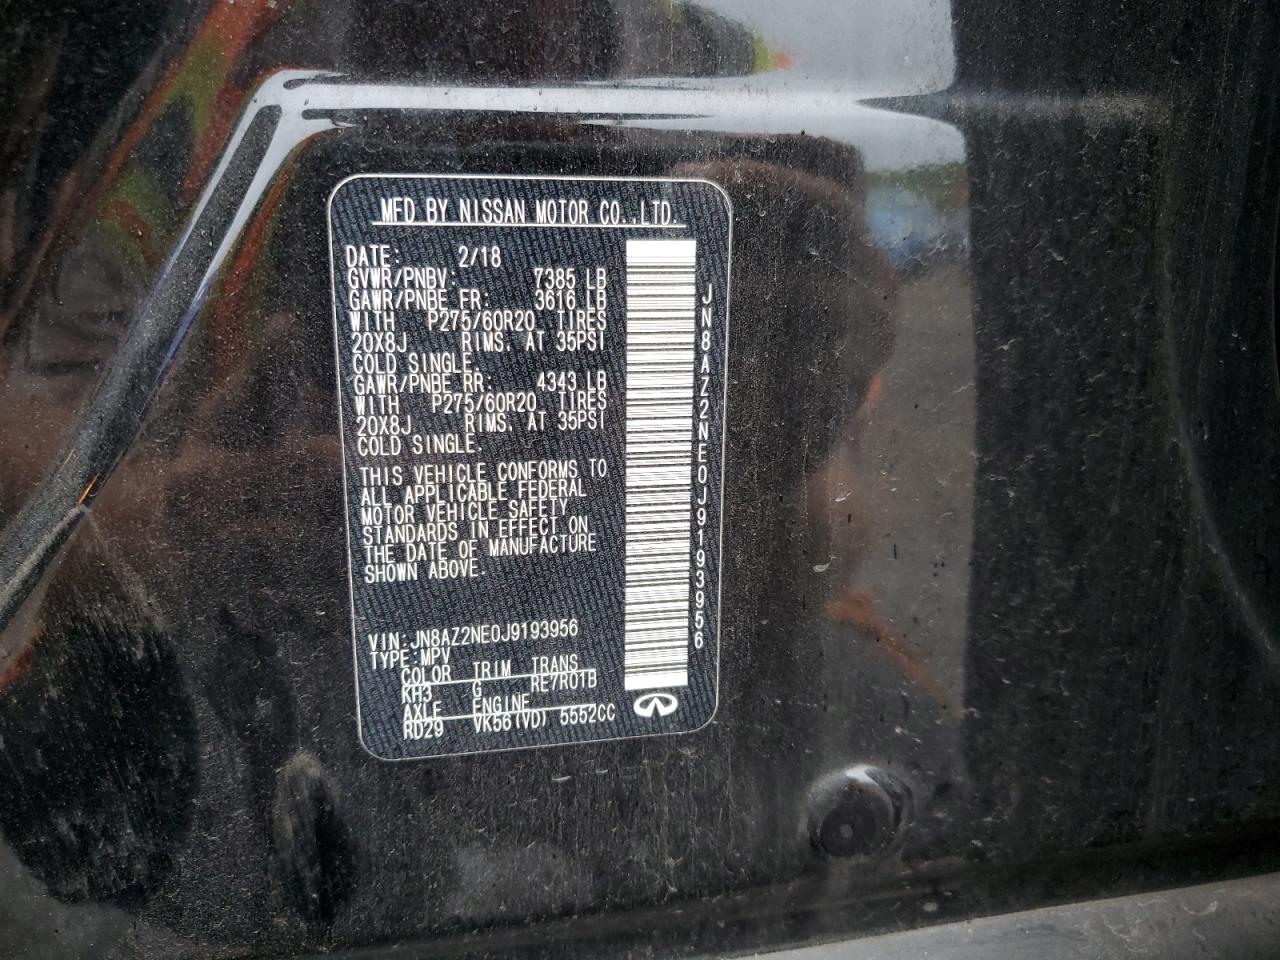 MFD BY NISSAN MOTOR CO.,LTD.
DATE: 2/18
GVWR/PNBV: 7385 LB
GAWR/PNBE FR: 3616 LB
WITH P275/60R20 TIRES
20X8J RIMS. AT 35PSI
COLD SINGLE.
GAWR/PNBE RR: 4343 LB
WITH P275/60R20 TIRES
20X8J RIMS. AT 35PSI
COLD SINGLE.
THIS VEHICLE CONFORMS TO
ALL APPLICABLE FEDERAL
MOTOR VEHICLE SAFETY
STANDARDS IN EFFECT ON
THE DATE OF MANUFACTURE
SHOWN ABOVE.
VIN:JN8AZ2NE0J9193956
TYPE:MPV
COLOR TRIM TRANS
KH3 G RE7R01B
AXLE ENGINE
RD29 VK56(VD) 5552CC
JN8AZ2NE0J9193956